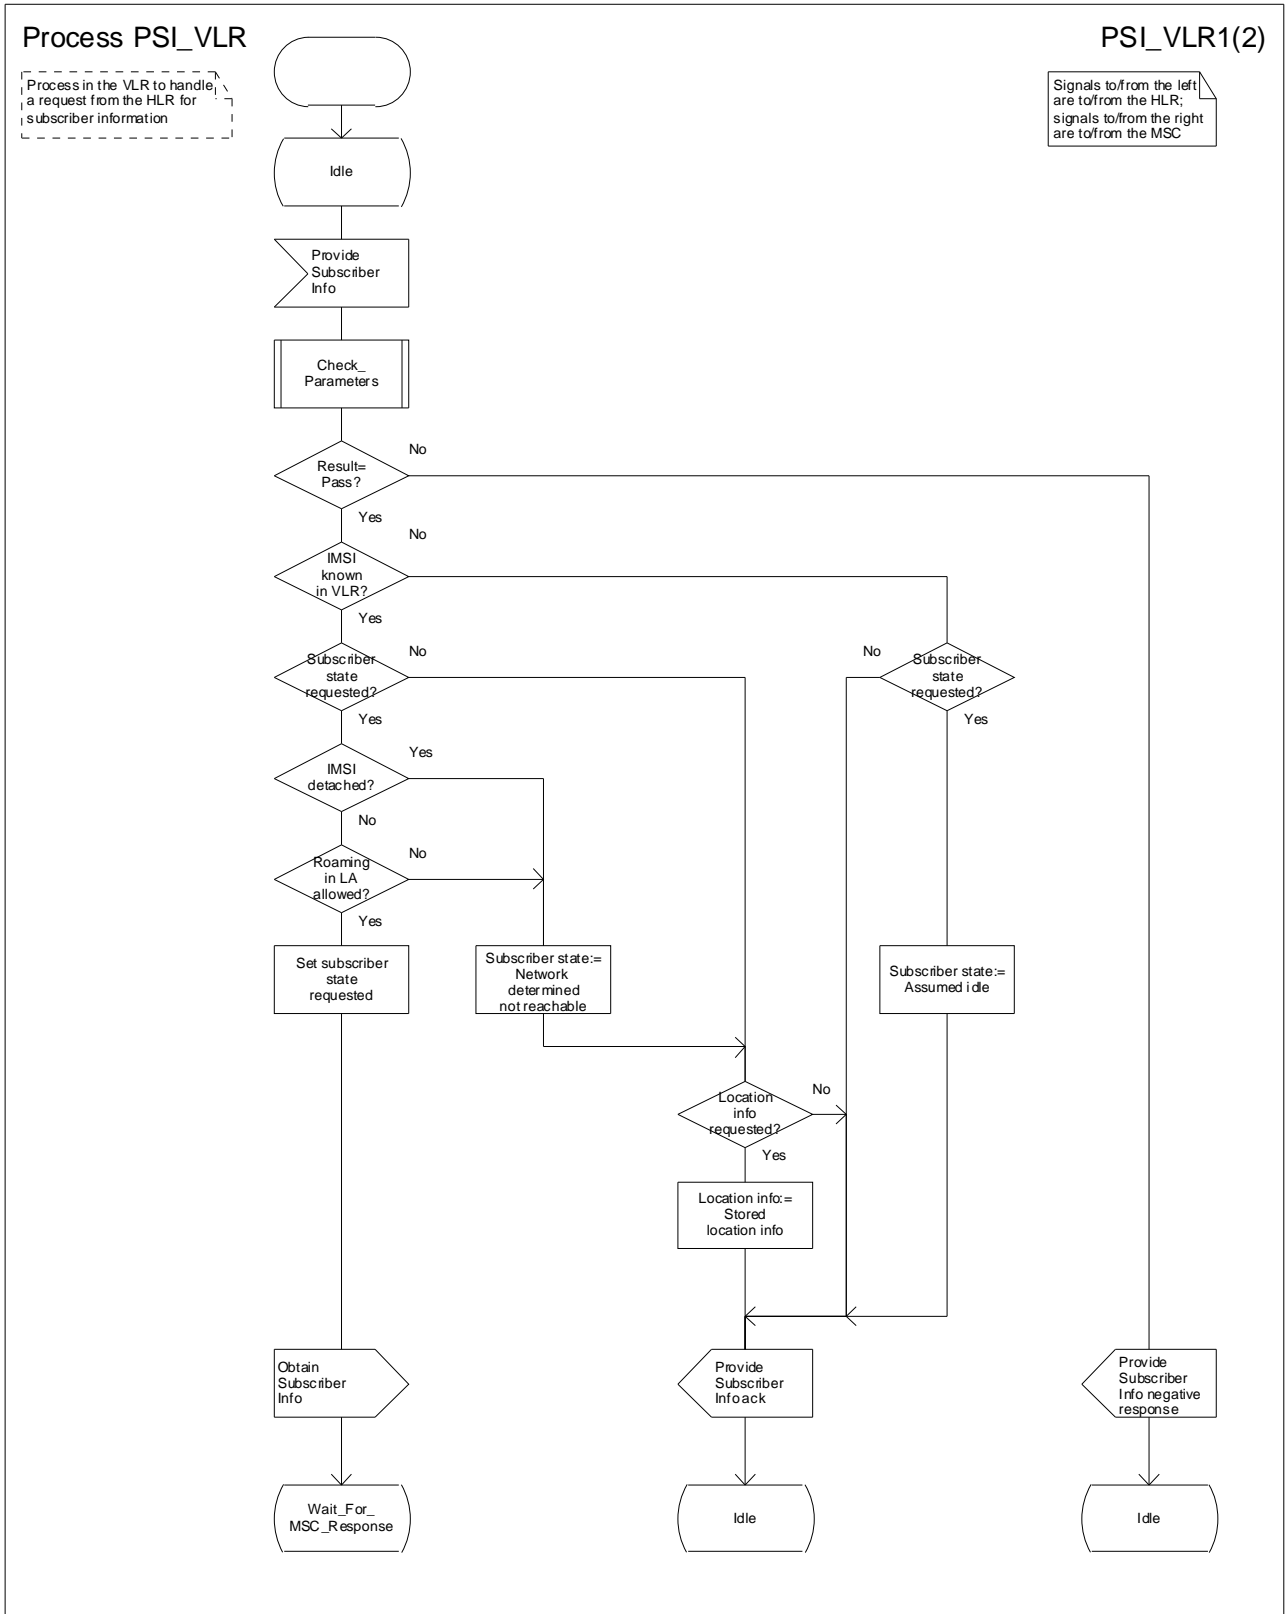 Process PSI_VLR
PSI_VLR1(2)
Process in the VLR to handle
a request from the HLR for
subscriber information
Signals to/from the left
are to/from the HLR;
signals to/from the right
are to/from the MSC
Idle
Provide
Subscriber
Info
Check_
Parameters
No
Result=
Pass?
Yes
No
IMSI
known
in VLR?
Yes
No
Subscriber
state
requested?
Yes
No
Subscriber
state
requested?
Yes
Yes
IMSI
detached?
No
No
Roaming
in LA
allowed?
Yes
Set subscriber
state
requested
Subscriber state:=
Network
determined
not reachable
Subscriber state:=
Assumed idle
No
Location
info
requested?
Yes
Location info:=
Stored
location info
Obtain
Subscriber
Info
Provide
Subscriber
Info ack
Provide
Subscriber
Info negative
response
Wait_For_
MSC_Response
Idle
Idle